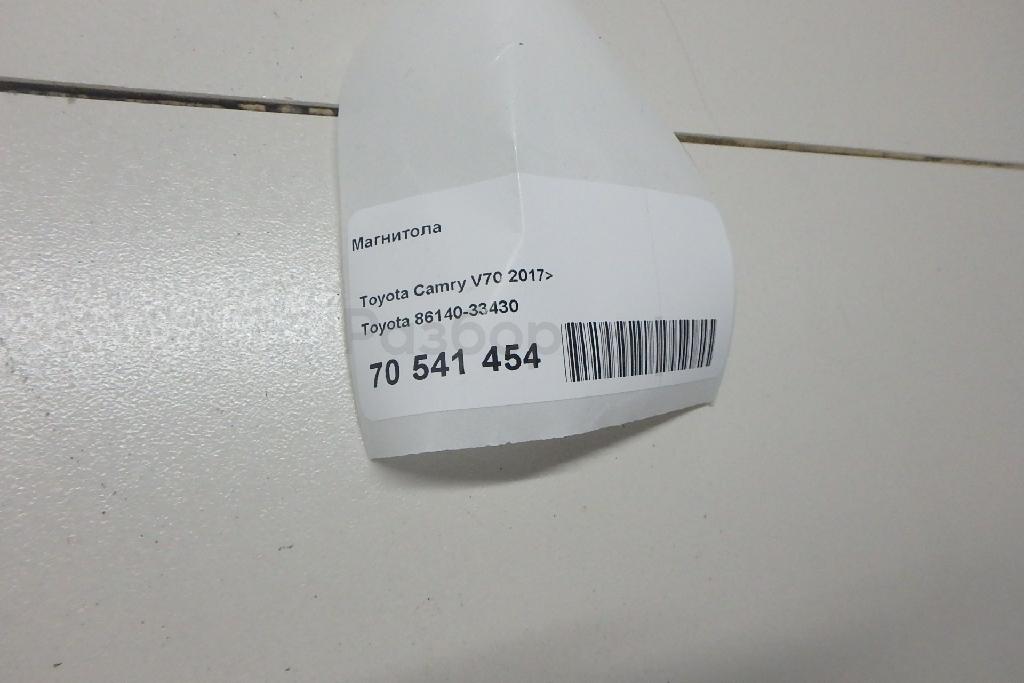 Магнитола
Toyota Camry V70 2017>
Toyota 86140-33430
70 541 454